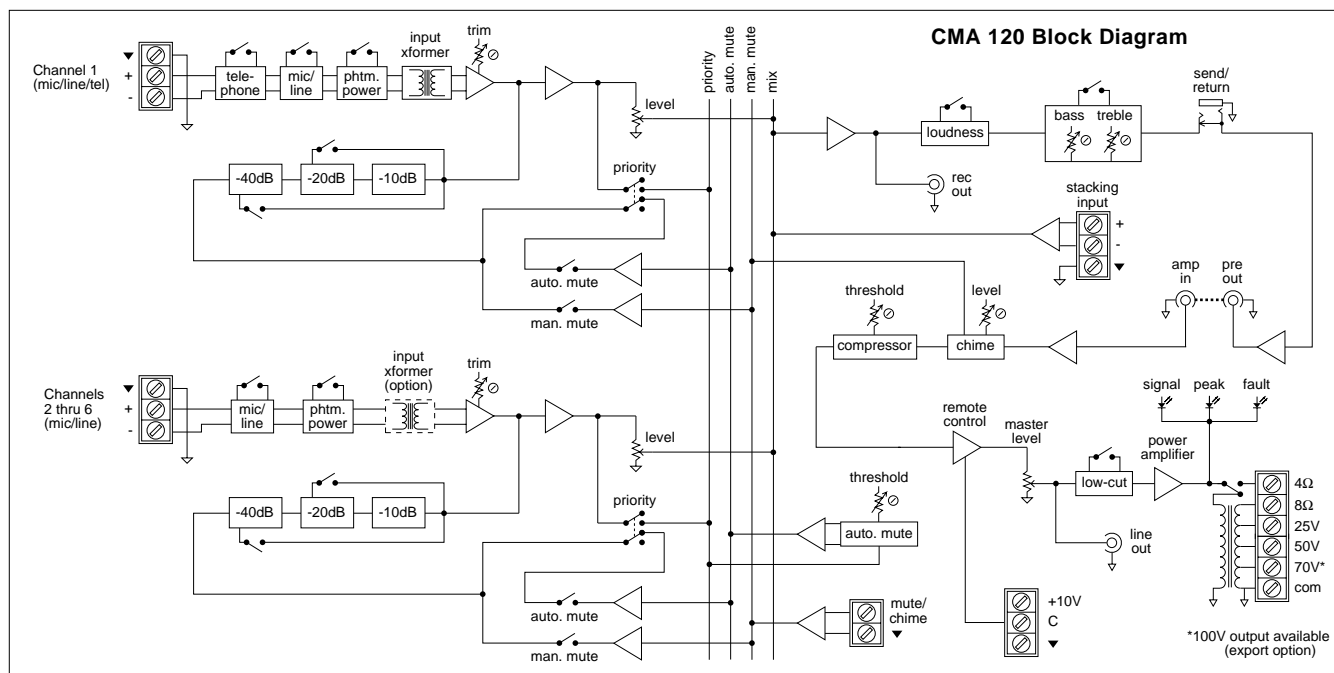 CMA 120 Block Diagram
Channel 1
(mic/line/tel)
+
-
tele-
phone
mic/
line
phtm.
power
input
xformer
trim
level
-40dB
-20dB
-10dB
priority
auto. mute
man. mute
priority
auto. mute
man. mute
mix
loudness
bass
treble
send/
return
rec
out
stacking
input
+
-
amp
in
pre
out
threshold
compressor
level
chime
Channels
2 thru 6
(mic/line)
+
-
mic/
line
phtm.
power
input
xformer
(option)
trim
level
-40dB
-20dB
-10dB
priority
auto. mute
man. mute
threshold
auto. mute
mute/
chime
remote
control
master
level
+10V
C
line
out
low-cut
power
amplifier
signal
peak
fault
4Ω
8Ω
25V
50V
70V*
com
*100V output available
(export option)